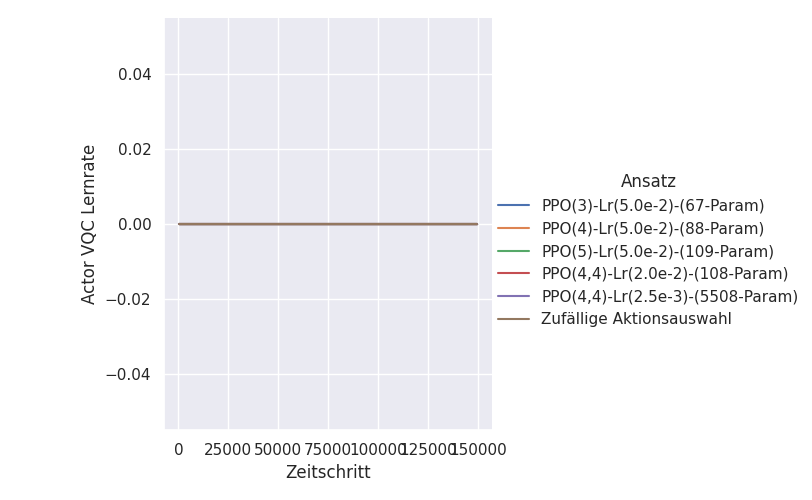 0.04
0.02
0.00
−0.02
−0.04
Actor VQC Lernrate
0 25000 50000 75000 100000 125000 150000
Zeitschritt
Ansatz
PPO(3)-Lr(5.0e-2)-(67-Param)
PPO(4)-Lr(5.0e-2)-(88-Param)
PPO(5)-Lr(5.0e-2)-(109-Param)
PPO(4,4)-Lr(2.0e-2)-(108-Param)
PPO(4,4)-Lr(2.5e-3)-(5508-Param)
Zufällige Aktionsauswahl